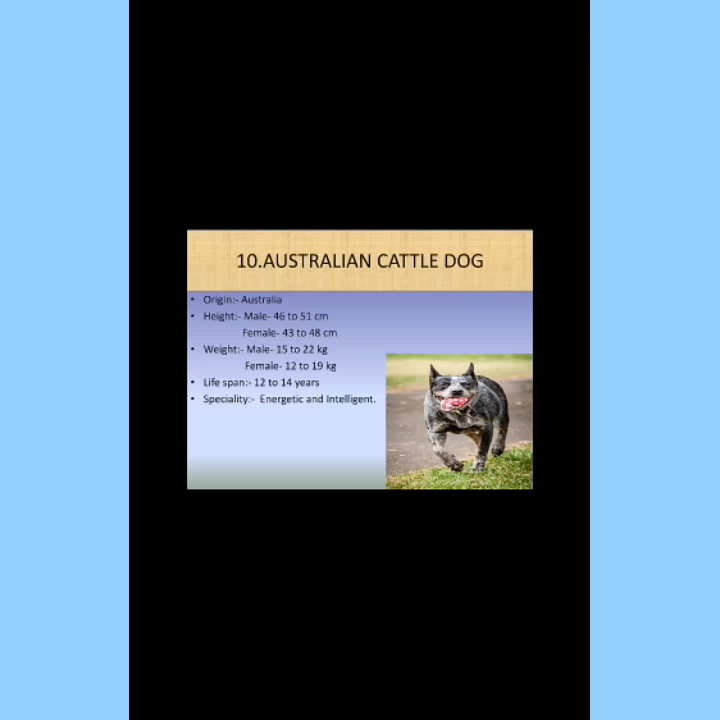 10.AUSTRALIAN CATTLE DOG
• Origin:- Australia
• Height:- Male- 46 to 51 cm
Female- 43 to 48 cm
• Weight:- Male- 15 to 22 kg
Female- 12 to 19 kg
• Life span:- 12 to 14 years
• Speciality:- Energetic and Intelligent.